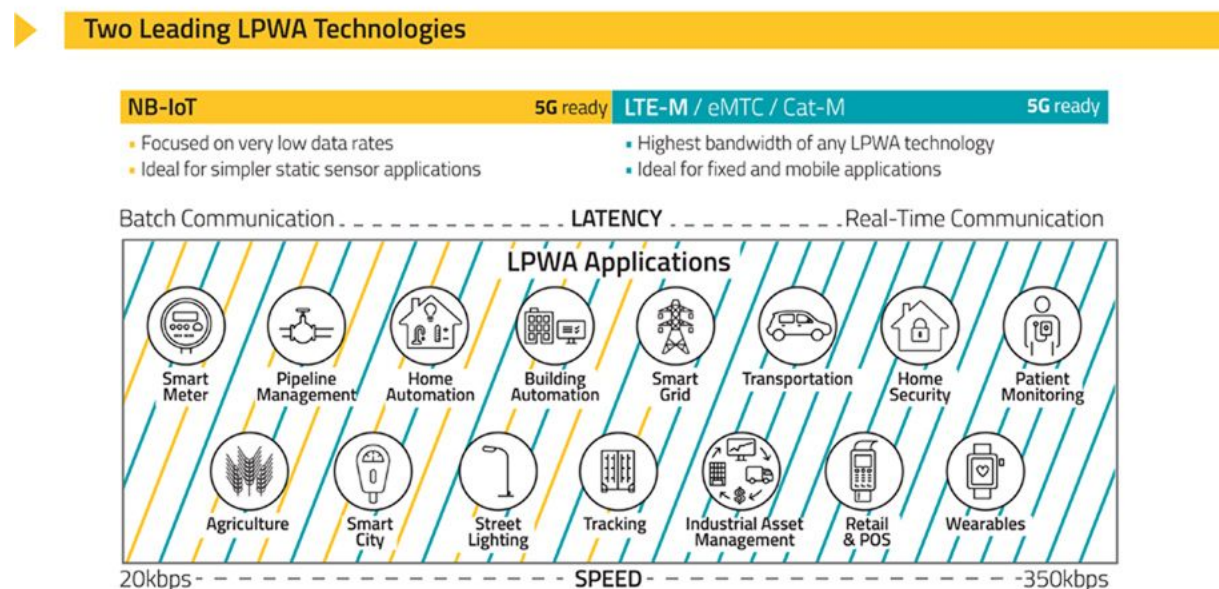 Two Leading LPWA Technologies
NB-IoT 5G ready
LTE-M / eMTC / Cat-M 5G ready
▪ Focused on very low data rates
▪ Ideal for simpler static sensor applications
▪ Highest bandwidth of any LPWA technology
▪ Ideal for fixed and mobile applications
Batch Communication LATENCY Real-Time Communication
LPWA Applications
Smart
Meter
Pipeline
Management
Home
Automation
Building
Automation
Smart
Grid
Transportation
Home
Security
Patient
Monitoring
Agriculture
Smart
City
Street
Lighting
Tracking
Industrial Asset
Management
Retail
& POS
Wearables
20kbps SPEED 350kbps